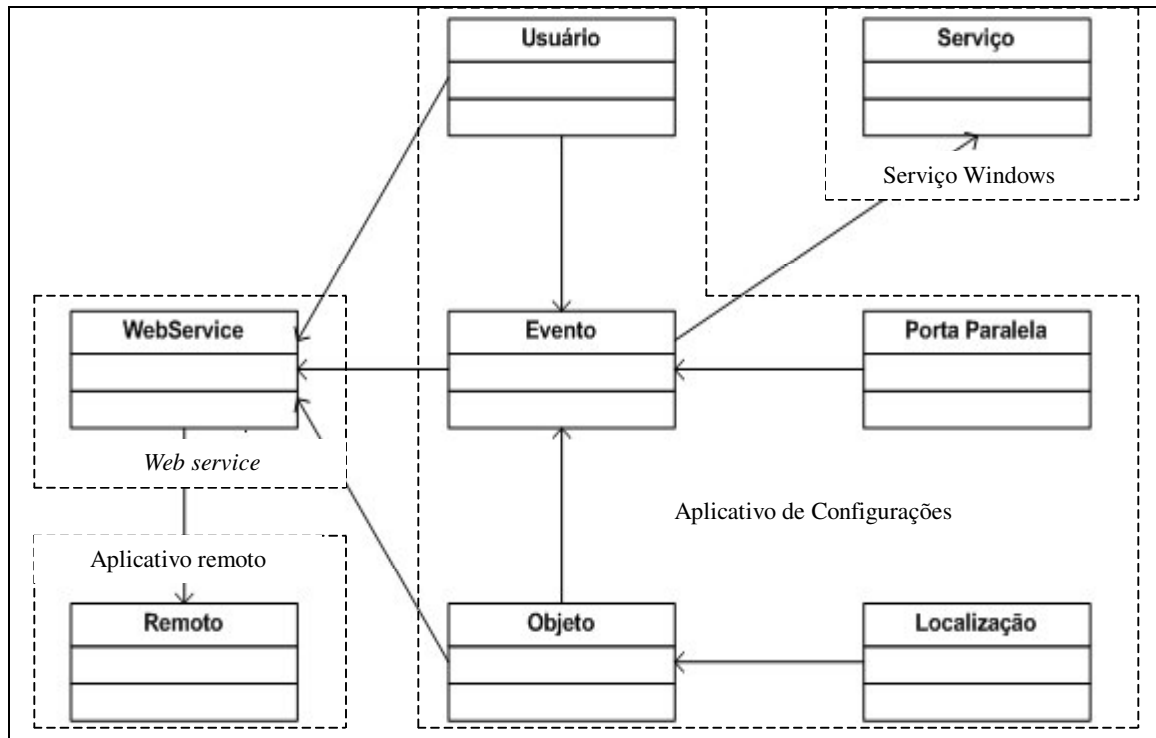 Usuário
Serviço
Serviço Windows
WebService
Evento
Porta Paralela
Web service
Aplicativo de Configurações
Aplicativo remoto
Remoto
Objeto
Localização